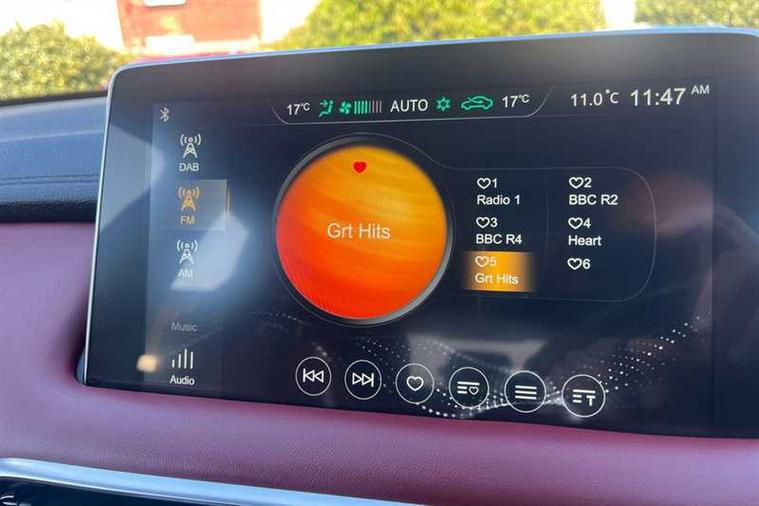 17°C AUTO 17°C 11.0°C 11:47 AM
DAB
FM
AM
Music
Audio
Grt Hits
1
Radio 1
2
BBC R2
3
BBC R4
4
Heart
5
Grt Hits
6
T